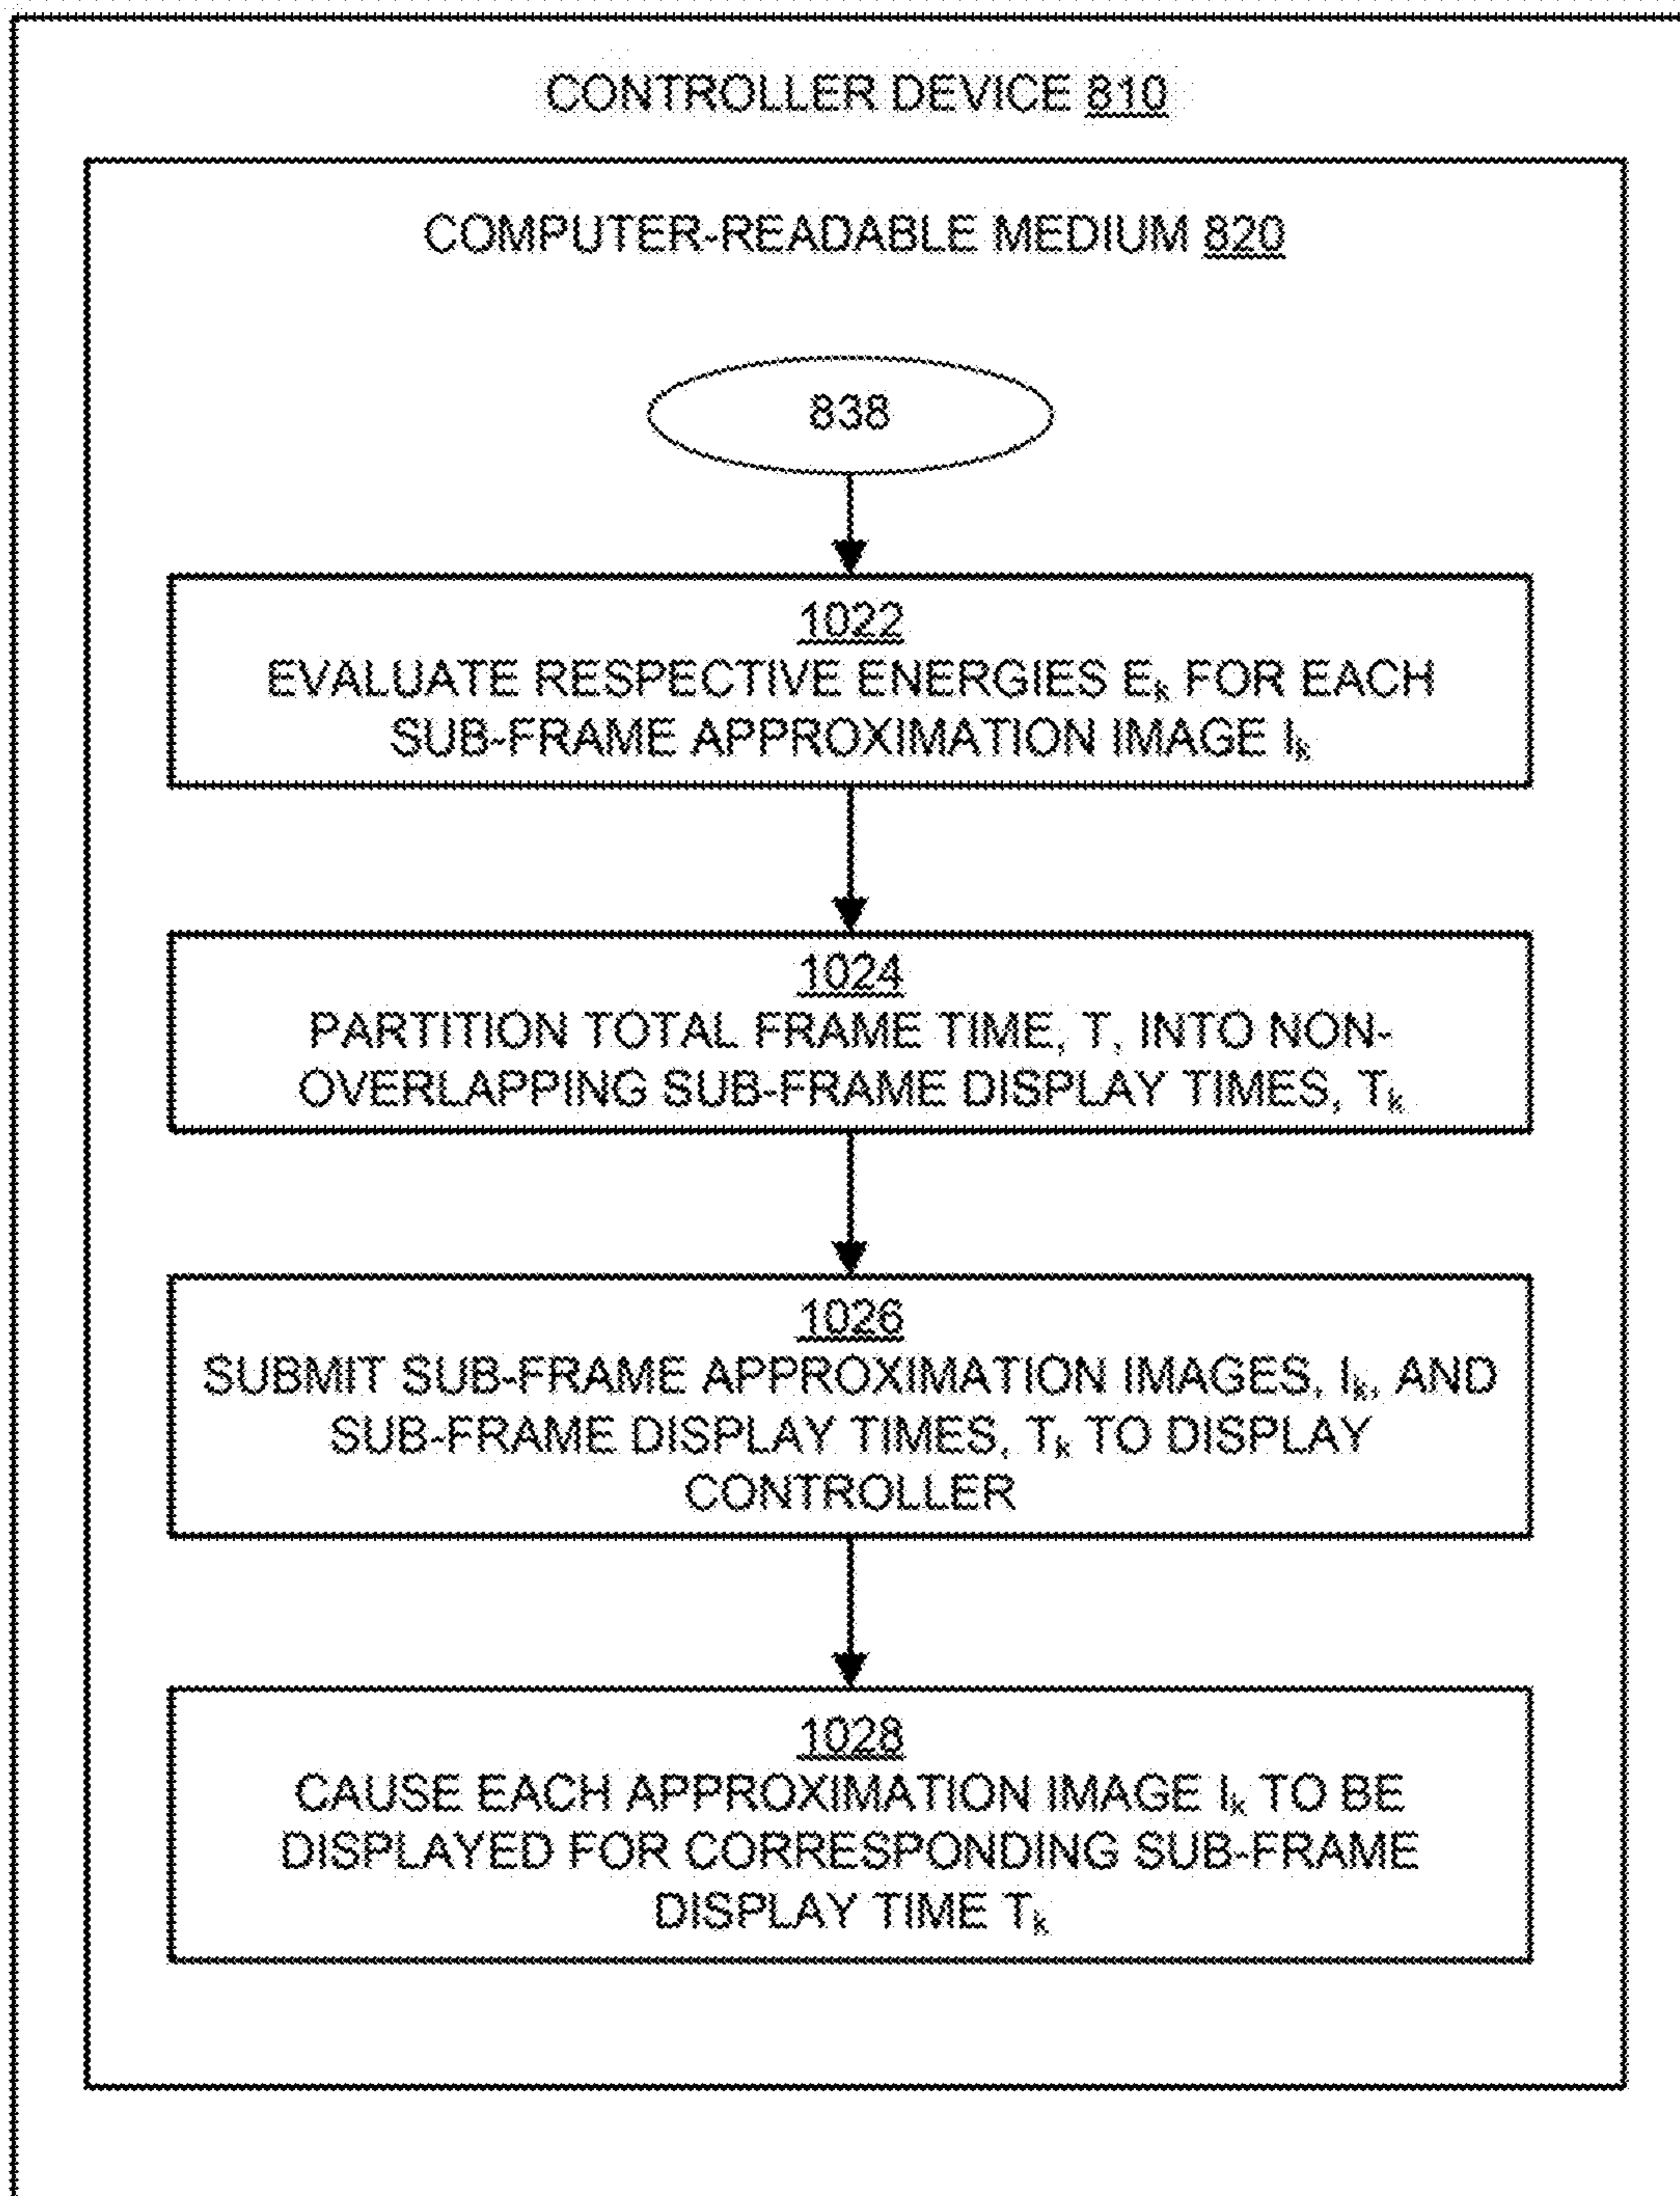 CONTROLLER DEVICE 810
COMPUTER-READABLE MEDIUM 820
838
1022
EVALUATE RESPECTIVE ENERGIES Eₖ FOR EACH
SUB-FRAME APPROXIMATION IMAGE Iₖ
1024
PARTITION TOTAL FRAME TIME, T, INTO NON-
OVERLAPPING SUB-FRAME DISPLAY TIMES, Tₖ
1026
SUBMIT SUB-FRAME APPROXIMATION IMAGES, Iₖ, AND
SUB-FRAME DISPLAY TIMES, Tₖ TO DISPLAY
CONTROLLER
1028
CAUSE EACH APPROXIMATION IMAGE Iₖ TO BE
DISPLAYED FOR CORRESPONDING SUB-FRAME
DISPLAY TIME Tₖ